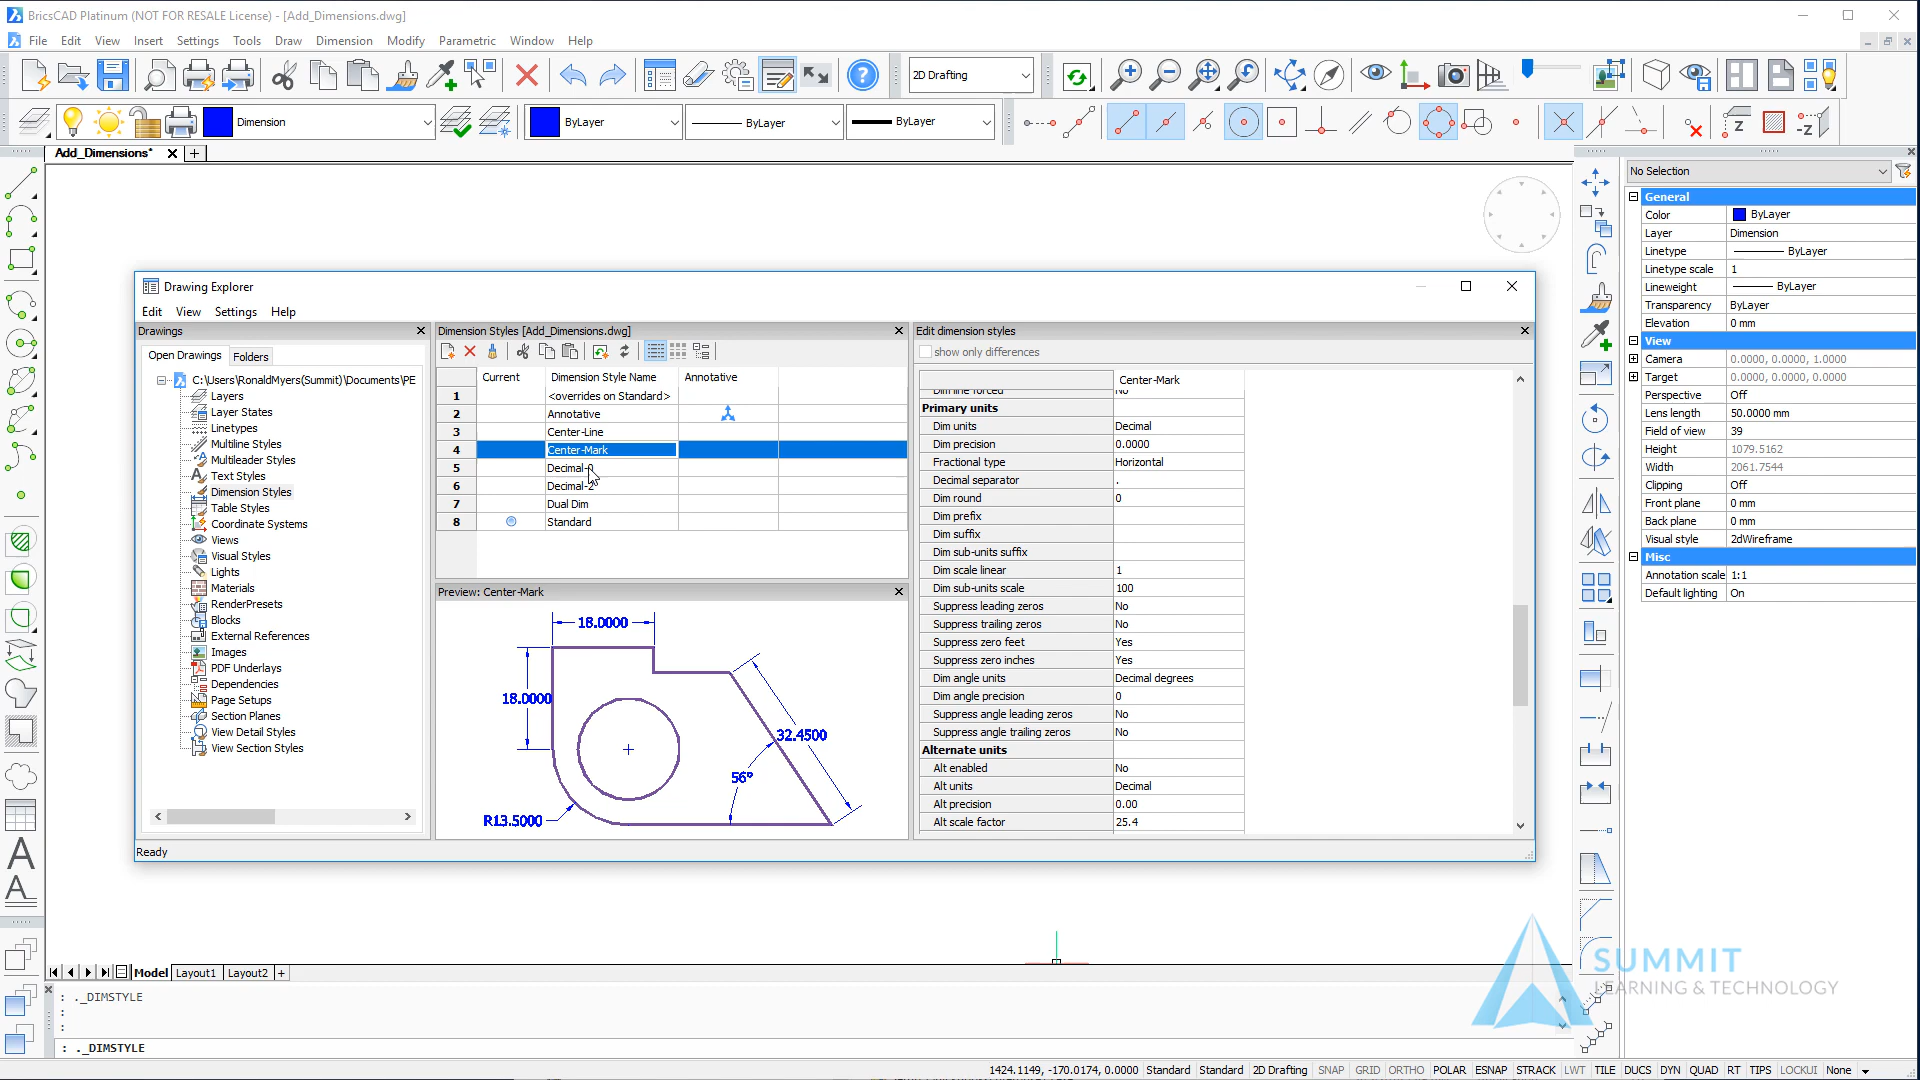 BricsCAD Platinum (NOT FOR RESALE License) - [Add_Dimensions.dwg]
File Edit View Insert Settings Tools Draw Dimension Modify Parametric Window Help
2D Drafting
Dimension ByLayer ByLayer ByLayer
Add_Dimensions*
Drawing Explorer
Edit View Settings Help
Drawings
Open Drawings Folders
C:\Users\RonaldMyers(Summit)\Documents\PE
Layers
Layer States
Linetypes
Multiline Styles
Multileader Styles
Text Styles
Dimension Styles
Table Styles
Coordinate Systems
Views
Visual Styles
Lights
Materials
RenderPresets
Blocks
External References
Images
PDF Underlays
Dependencies
Page Setups
Section Planes
View Detail Styles
View Section Styles
Ready
Dimension Styles [Add_Dimensions.dwg]
Current Dimension Style Name Annotative
1 <overrides on Standard>
2 Annotative
3 Center-Line
4 Center-Mark
5 Decimal-0
6 Decimal-2
7 Dual Dim
8 Standard
Preview: Center-Mark
18.0000
18.0000
32.4500
56°
R13.5000
Edit dimension styles
show only differences
Center-Mark
Dim line forced No
Primary units
Dim units Decimal
Dim precision 0.0000
Fractional type Horizontal
Decimal separator .
Dim round 0
Dim prefix
Dim suffix
Dim sub-units suffix
Dim scale linear 1
Dim sub-units scale 100
Suppress leading zeros No
Suppress trailing zeros No
Suppress zero feet Yes
Suppress zero inches Yes
Dim angle units Decimal degrees
Dim angle precision 0
Suppress angle leading zeros No
Suppress angle trailing zeros No
Alternate units
Alt enabled No
Alt units Decimal
Alt precision 0.00
Alt scale factor 25.4
No Selection
General
Color ByLayer
Layer Dimension
Linetype ByLayer
Linetype scale 1
Lineweight ByLayer
Transparency ByLayer
Elevation 0 mm
View
Camera 0.0000, 0.0000, 1.0000
Target 0.0000, 0.0000, 0.0000
Perspective Off
Lens length 50.0000 mm
Field of view 39
Height 1079.5162
Width 2061.7544
Clipping Off
Front plane 0 mm
Back plane 0 mm
Visual style 2dWireframe
Misc
Annotation scale 1:1
Default lighting On
Model Layout1 Layout2 +
: ._DIMSTYLE
:
:
: ._DIMSTYLE
SUMMIT
LEARNING & TECHNOLOGY
1424.1149, -170.0174, 0.0000 Standard Standard 2D Drafting SNAP GRID ORTHO POLAR ESNAP STRACK LWT TILE DUCS DYN QUAD RT TIPS LOCKUI None